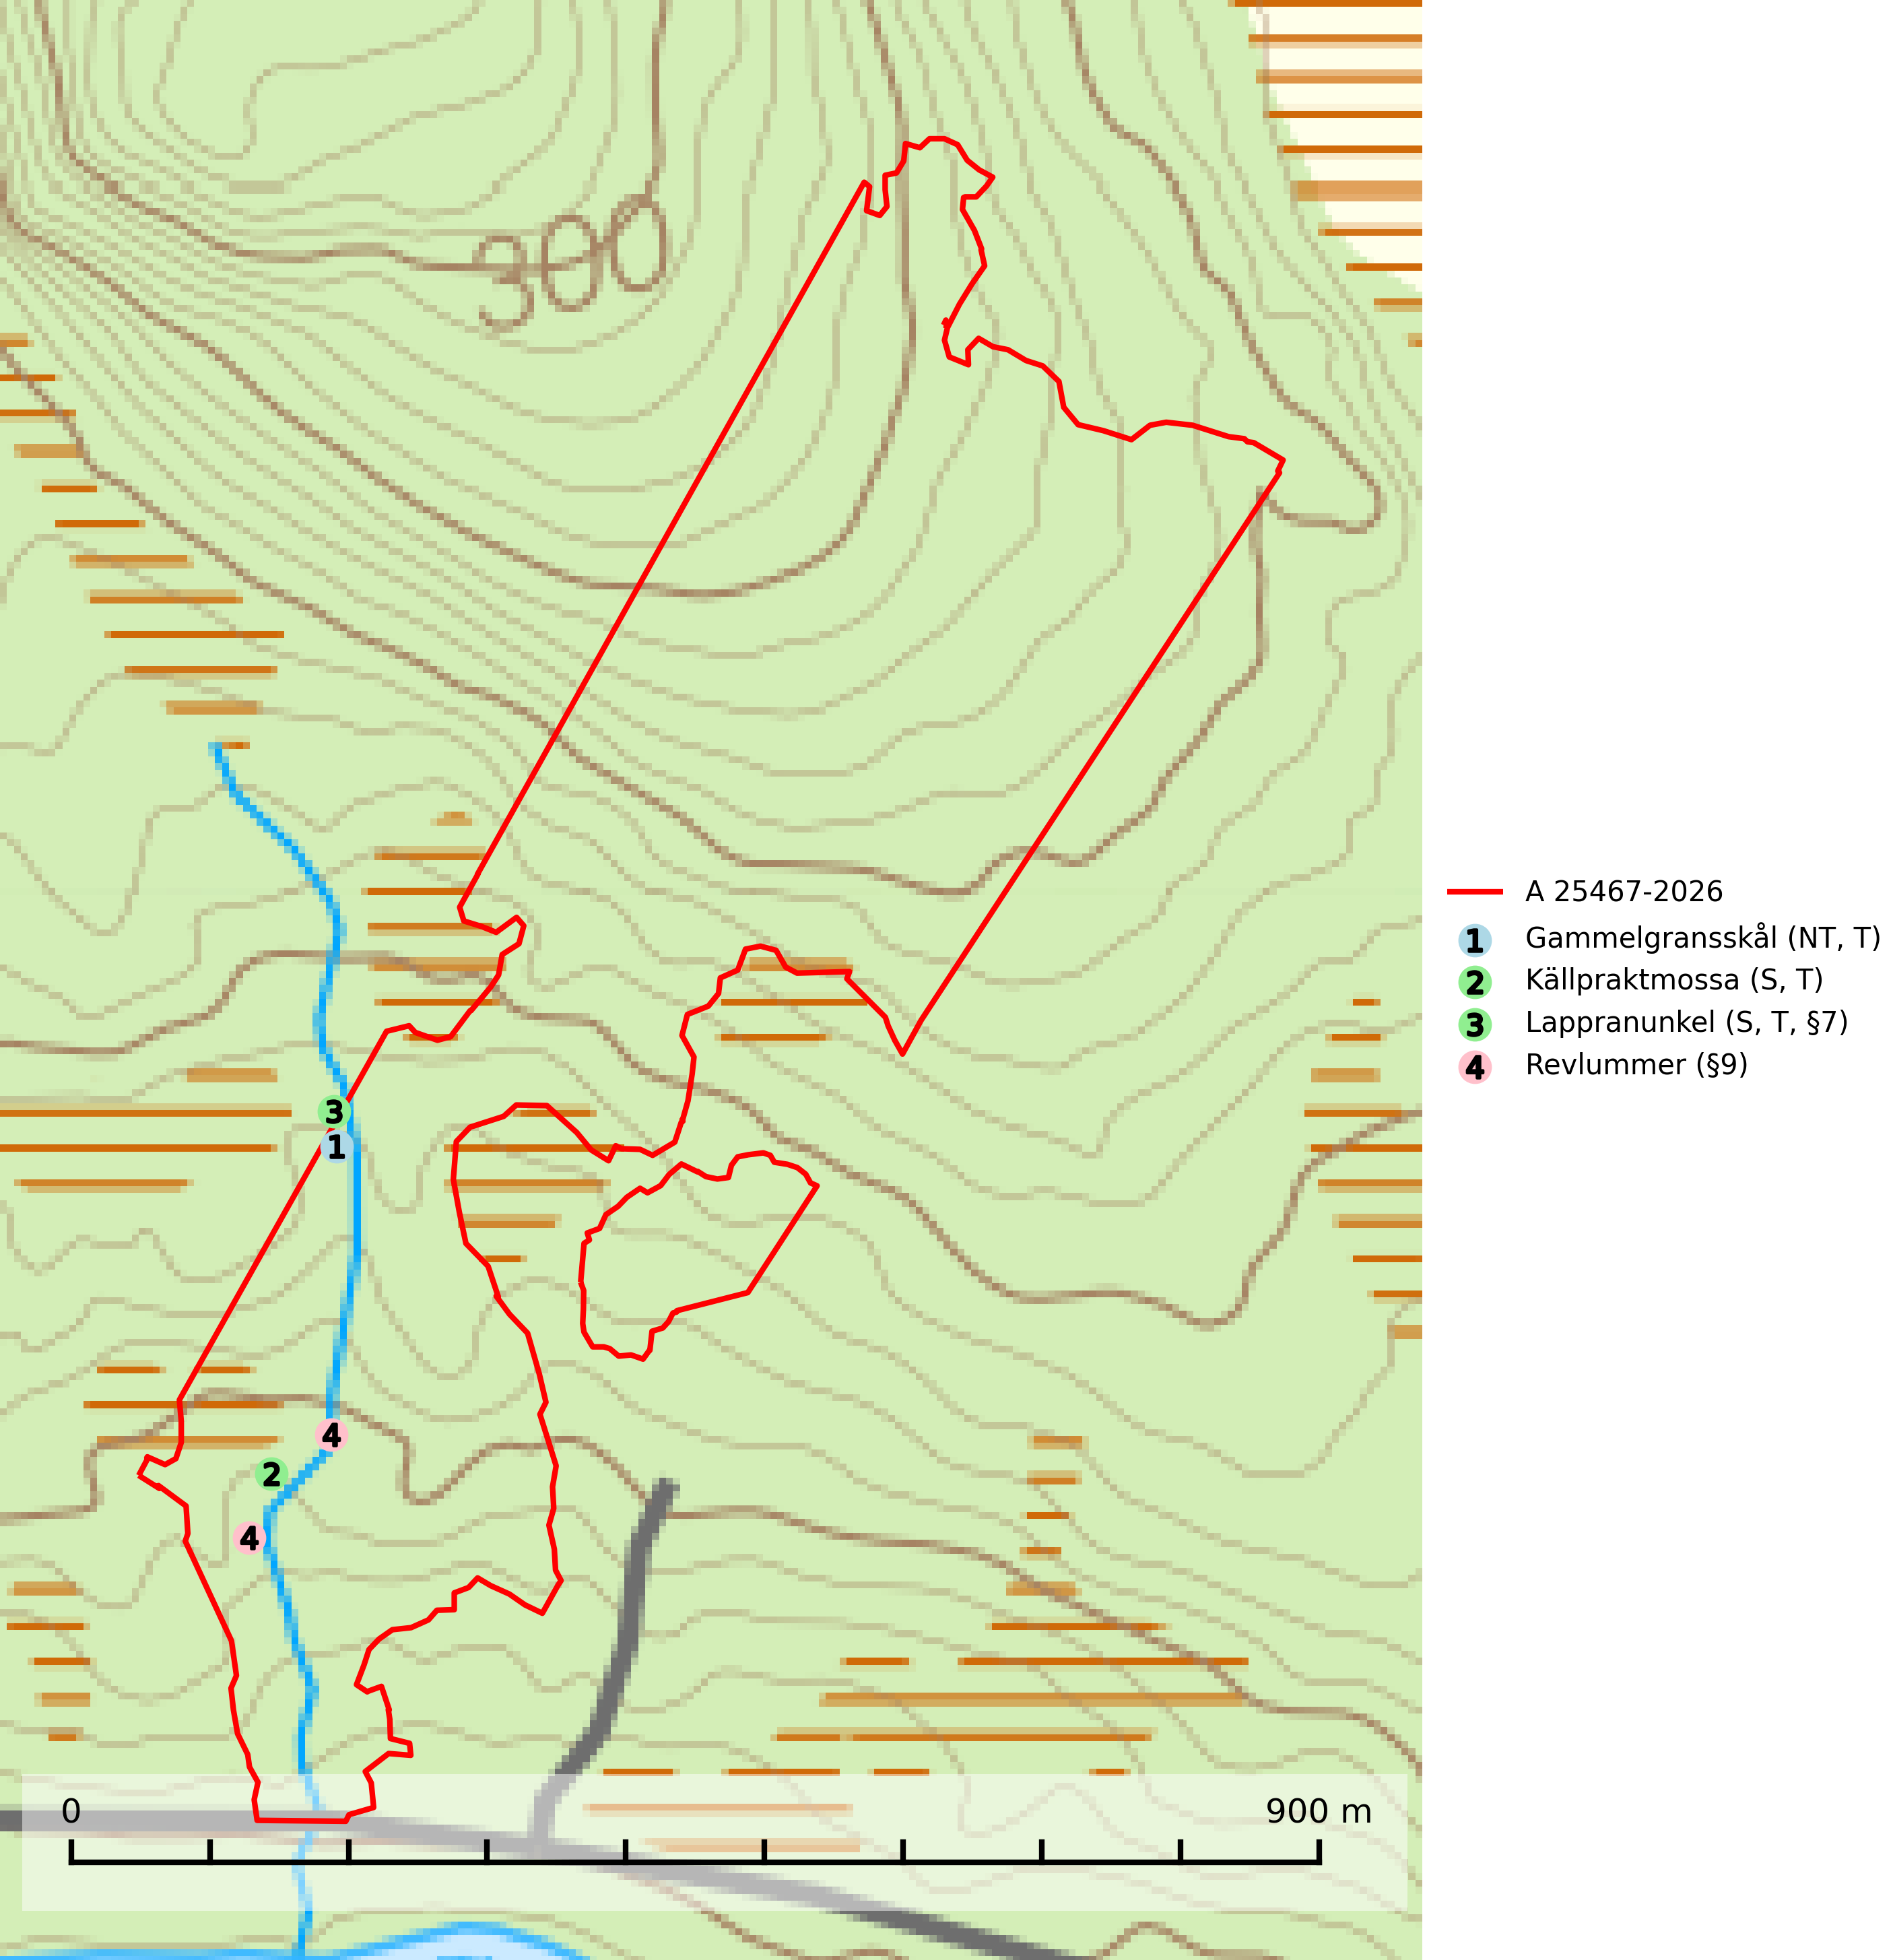 300
3
1
4
2
4
0 900 m
A 25467-2026
1 Gammelgransskål (NT, T)
2 Källpraktmossa (S, T)
3 Lappranunkel (S, T, §7)
4 Revlummer (§9)